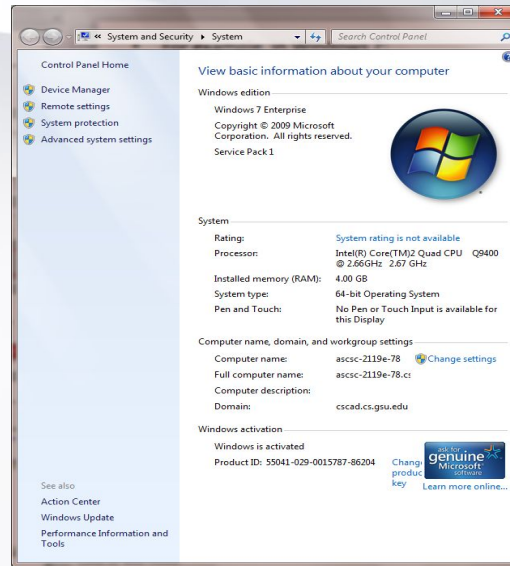 « System and Security ▸ System
Search Control Panel
Control Panel Home
Device Manager
Remote settings
System protection
Advanced system settings
See also
Action Center
Windows Update
Performance Information and
Tools
View basic information about your computer
Windows edition
Windows 7 Enterprise
Copyright © 2009 Microsoft
Corporation. All rights reserved.
Service Pack 1
System
Rating: System rating is not available
Processor: Intel(R) Core(TM)2 Quad CPU Q9400
@ 2.66GHz 2.67 GHz
Installed memory (RAM): 4.00 GB
System type: 64-bit Operating System
Pen and Touch: No Pen or Touch Input is available for
this Display
Computer name, domain, and workgroup settings
Computer name: ascsc-2119e-78 Change settings
Full computer name: ascsc-2119e-78.cs
Computer description:
Domain: cscad.cs.gsu.edu
Windows activation
Windows is activated
Product ID: 55041-029-0015787-86204
Change
product
key
ask for
genuine
Microsoft
software
Learn more online...